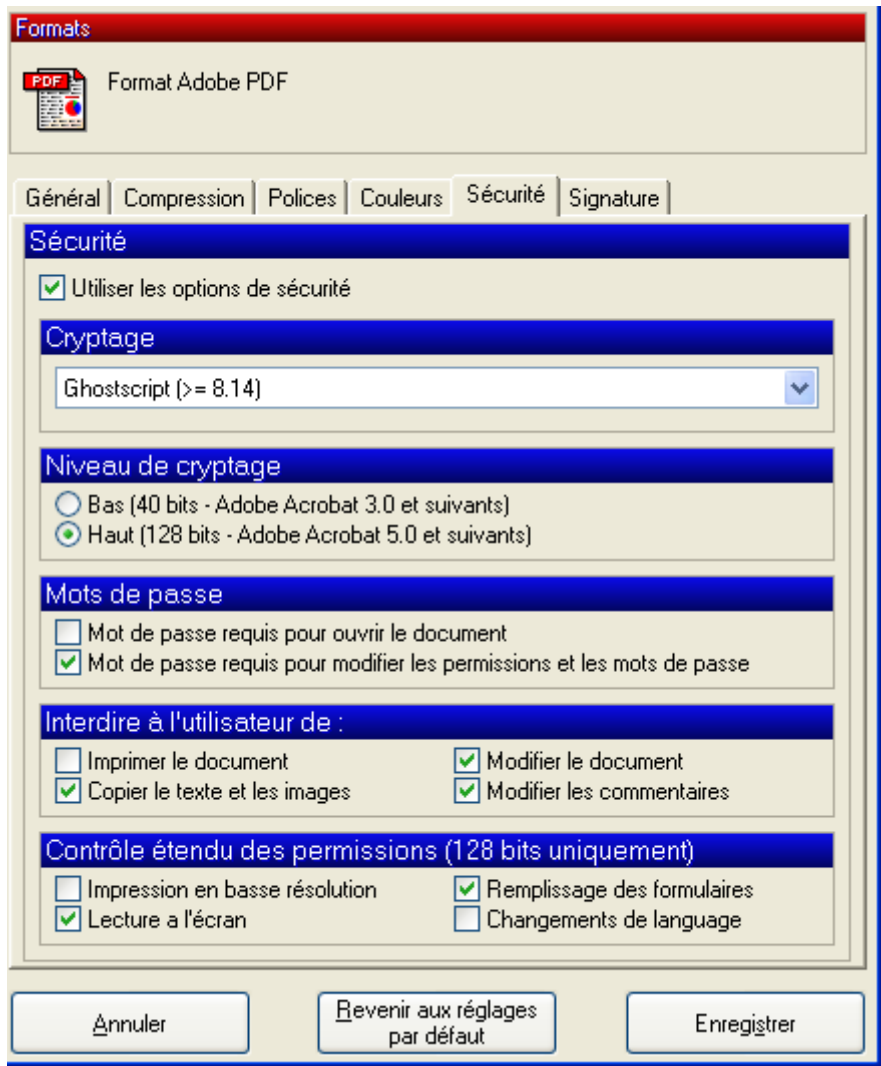 Formats
PDF
Format Adobe PDF
Général Compression Polices Couleurs Sécurité Signature
Sécurité
Utiliser les options de sécurité
Cryptage
Ghostscript (>= 8.14)
Niveau de cryptage
Bas (40 bits - Adobe Acrobat 3.0 et suivants)
Haut (128 bits - Adobe Acrobat 5.0 et suivants)
Mots de passe
Mot de passe requis pour ouvrir le document
Mot de passe requis pour modifier les permissions et les mots de passe
Interdire à l'utilisateur de :
Imprimer le document Modifier le document
Copier le texte et les images Modifier les commentaires
Contrôle étendu des permissions (128 bits uniquement)
Impression en basse résolution Remplissage des formulaires
Lecture a l'écran Changements de language
Annuler Revenir aux réglages par défaut Enregistrer